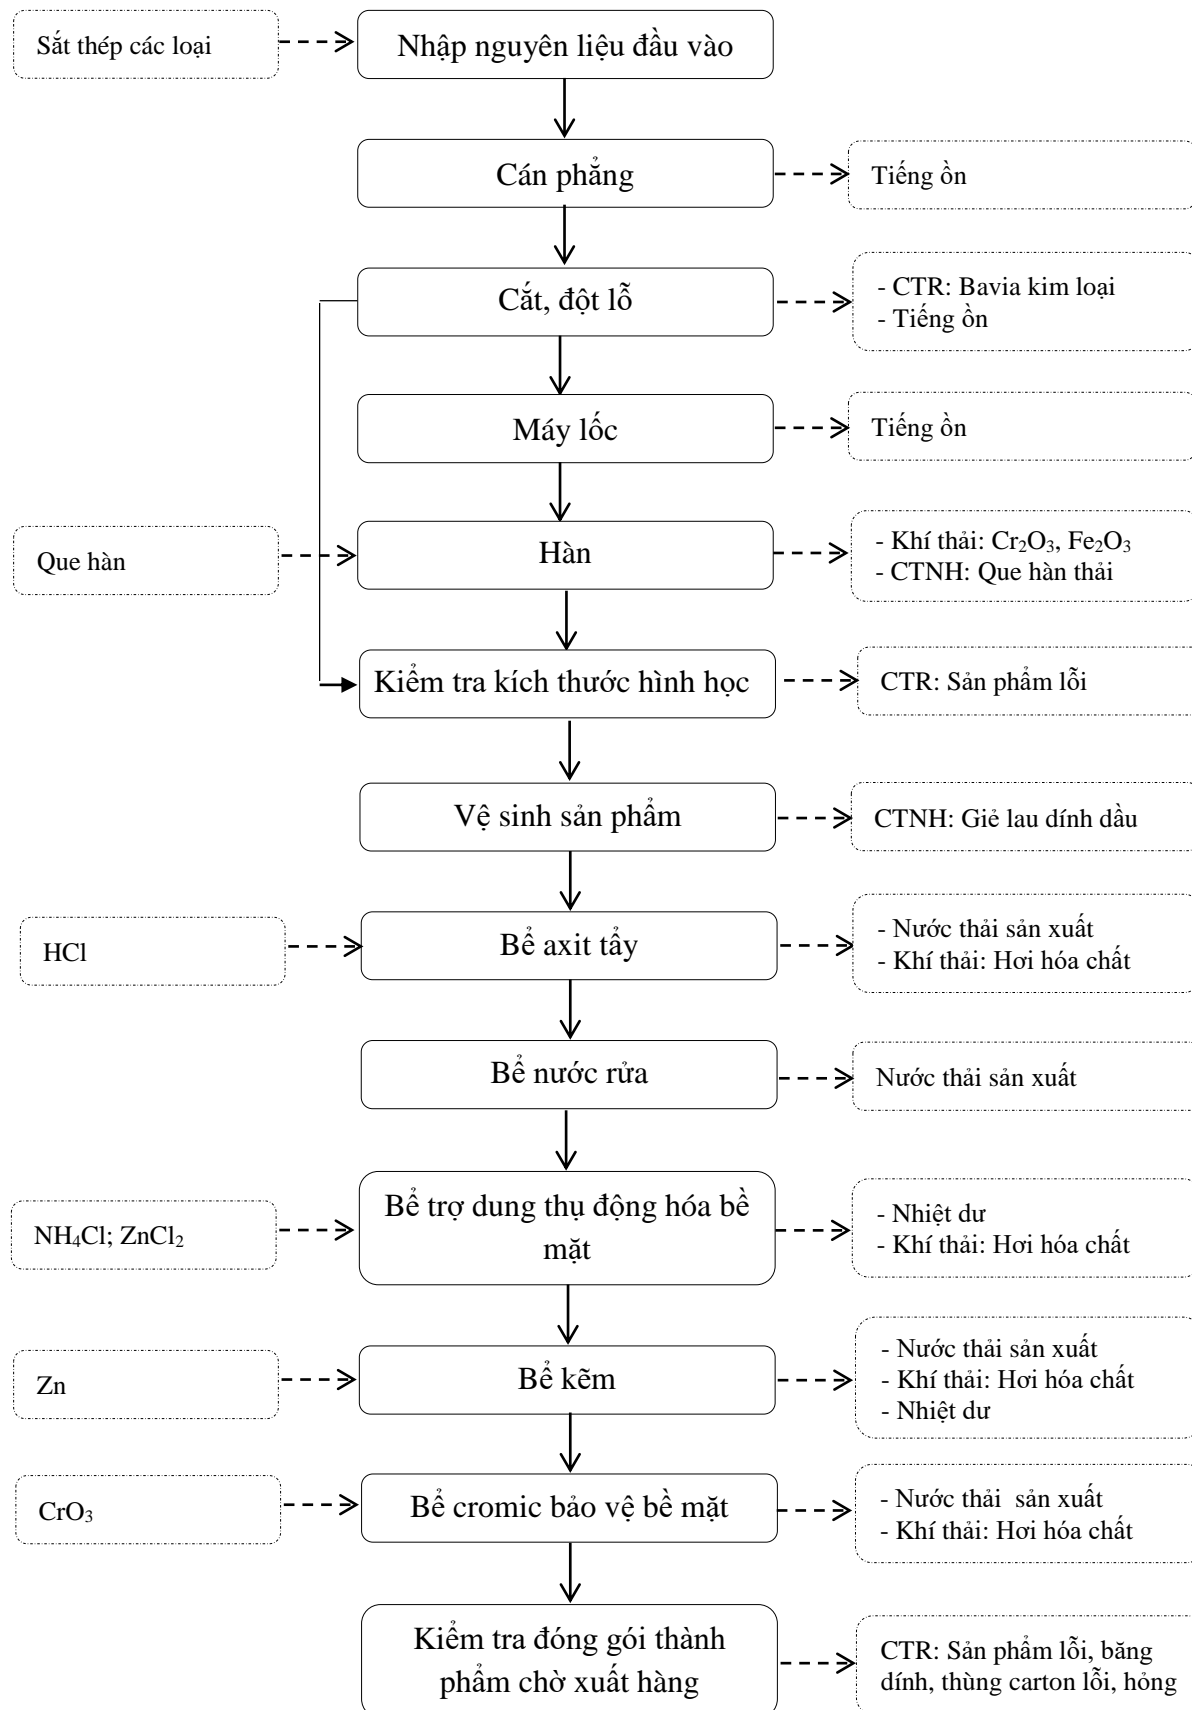 Sắt thép các loại
Nhập nguyên liệu đầu vào
Cán phẳng
Tiếng ồn
Cắt, đột lỗ
- CTR: Bavia kim loại
- Tiếng ồn
Máy lốc
Tiếng ồn
Que hàn
Hàn
- Khí thải: Cr₂O₃, Fe₂O₃
- CTNH: Que hàn thải
Kiểm tra kích thước hình học
CTR: Sản phẩm lỗi
Vệ sinh sản phẩm
CTNH: Giẻ lau dính dầu
HCl
Bể axit tẩy
- Nước thải sản xuất
- Khí thải: Hơi hóa chất
Bể nước rửa
Nước thải sản xuất
NH₄Cl; ZnCl₂
Bể trợ dung thụ động hóa bề
mặt
- Nhiệt dư
- Khí thải: Hơi hóa chất
Zn
Bể kẽm
- Nước thải sản xuất
- Khí thải: Hơi hóa chất
- Nhiệt dư
CrO₃
Bể cromic bảo vệ bề mặt
- Nước thải sản xuất
- Khí thải: Hơi hóa chất
Kiểm tra đóng gói thành
phẩm chờ xuất hàng
CTR: Sản phẩm lỗi, băng
dính, thùng carton lỗi, hỏng